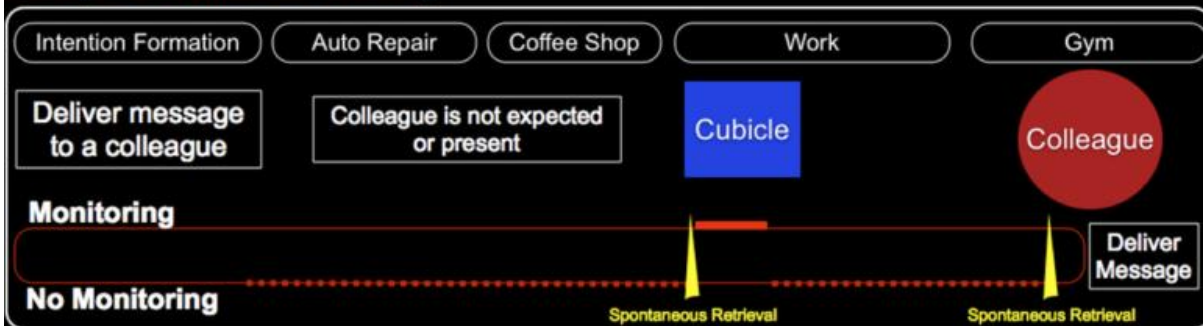 Intention Formation
Auto Repair
Coffee Shop
Work
Gym
Deliver message
to a colleague
Colleague is not expected
or present
Cubicle
Colleague
Monitoring
No Monitoring
Spontaneous Retrieval
Spontaneous Retrieval
Deliver
Message